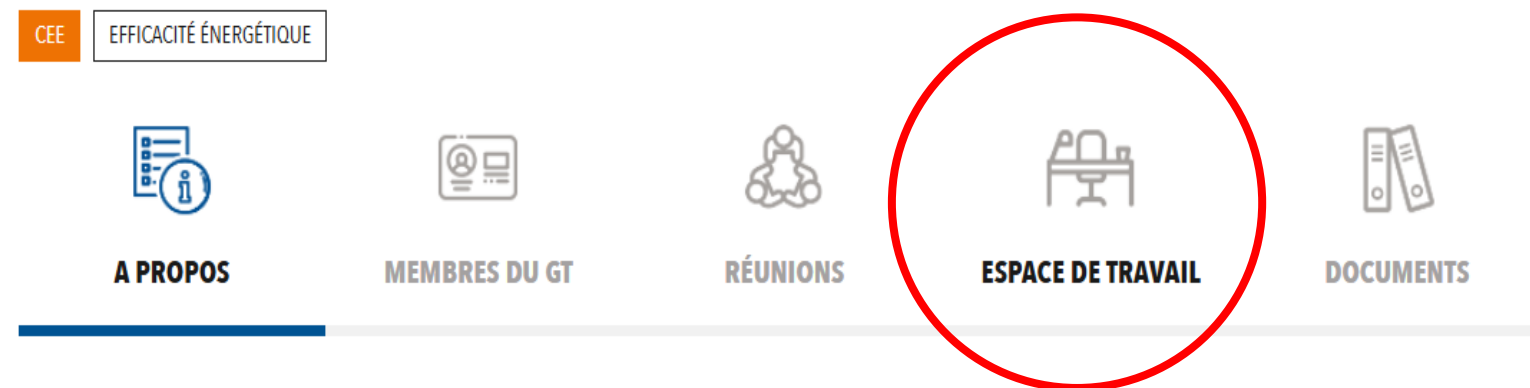 CEE EFFICACITÉ ÉNERGÉTIQUE
A PROPOS MEMBRES DU GT RÉUNIONS ESPACE DE TRAVAIL DOCUMENTS